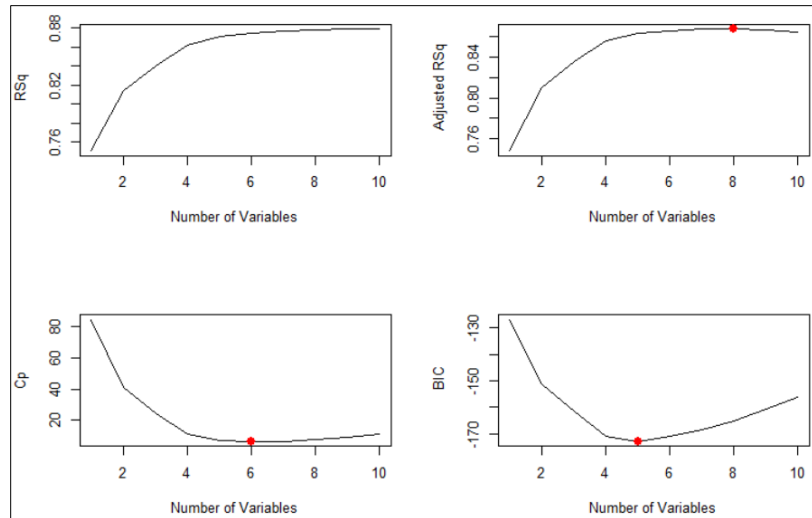 RSq
0.76 0.82 0.88
2 4 6 8 10
Number of Variables
Adjusted RSq
0.76 0.80 0.84
2 4 6 8 10
Number of Variables
Cp
20 40 60 80
2 4 6 8 10
Number of Variables
BIC
-170 -150 -130
2 4 6 8 10
Number of Variables